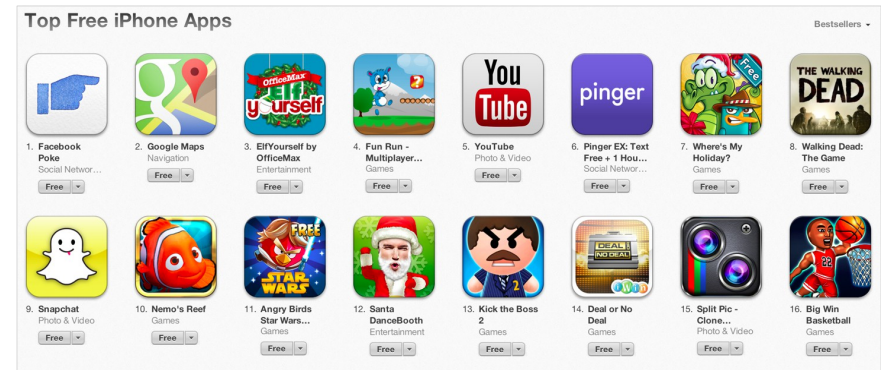 Top Free iPhone Apps
Bestsellers
OfficeMax
Elf
yourself
?
You
Tube
pinger
Free
THE WALKING
DEAD
1. Facebook
Poke
Social Networ...
Free
2. Google Maps
Navigation
Free
3. ElfYourself by
OfficeMax
Entertainment
Free
4. Fun Run -
Multiplayer...
Games
Free
5. YouTube
Photo & Video
Free
6. Pinger EX: Text
Free + 1 Hou...
Social Networ...
Free
7. Where's My
Holiday?
Games
Free
8. Walking Dead:
The Game
Games
Free
g
FREE
STAR
WARS
2
DEAL
NO DEAL
22
9. Snapchat
Photo & Video
Free
10. Nemo's Reef
Games
Free
11. Angry Birds
Star Wars...
Games
Free
12. Santa
DanceBooth
Entertainment
Free
13. Kick the Boss
2
Games
Free
14. Deal or No
Deal
Games
Free
15. Split Pic -
Clone...
Photo & Video
Free
16. Big Win
Basketball
Games
Free